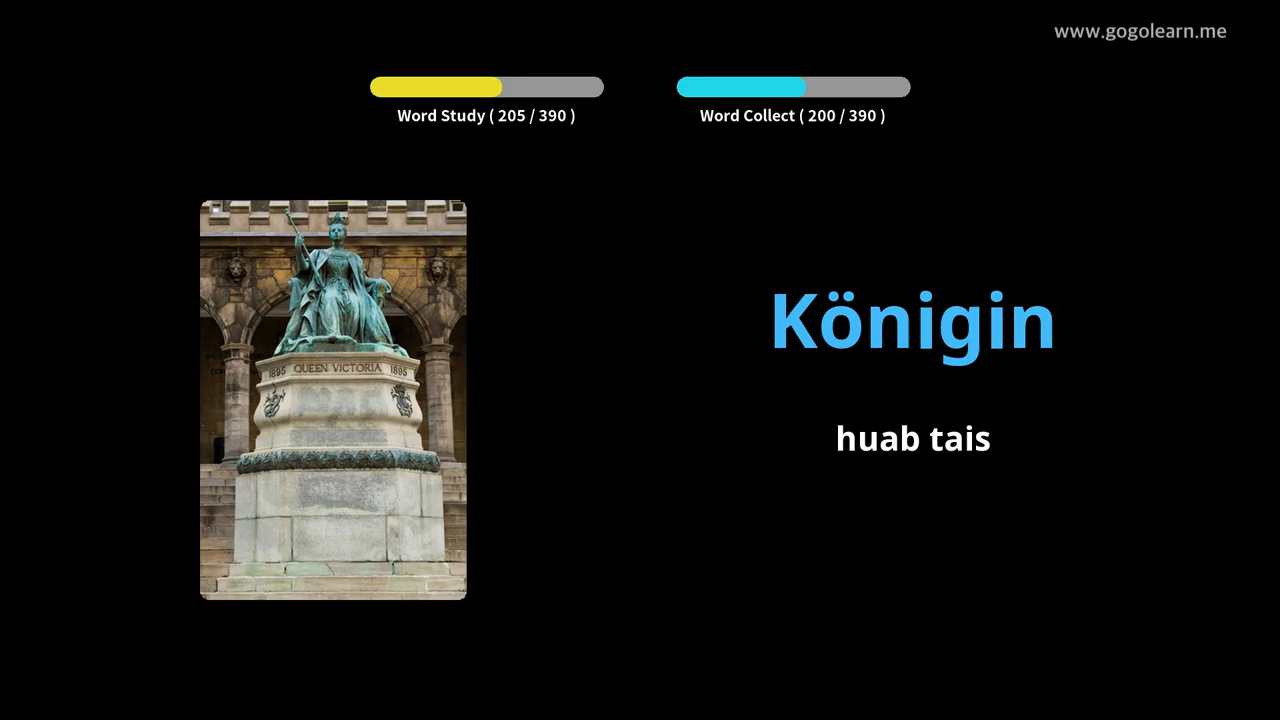 www.gogolearn.me
Word Study ( 205 / 390 )
Word Collect ( 200 / 390 )
1895 QUEEN VICTORIA 1895
Königin
huab tais